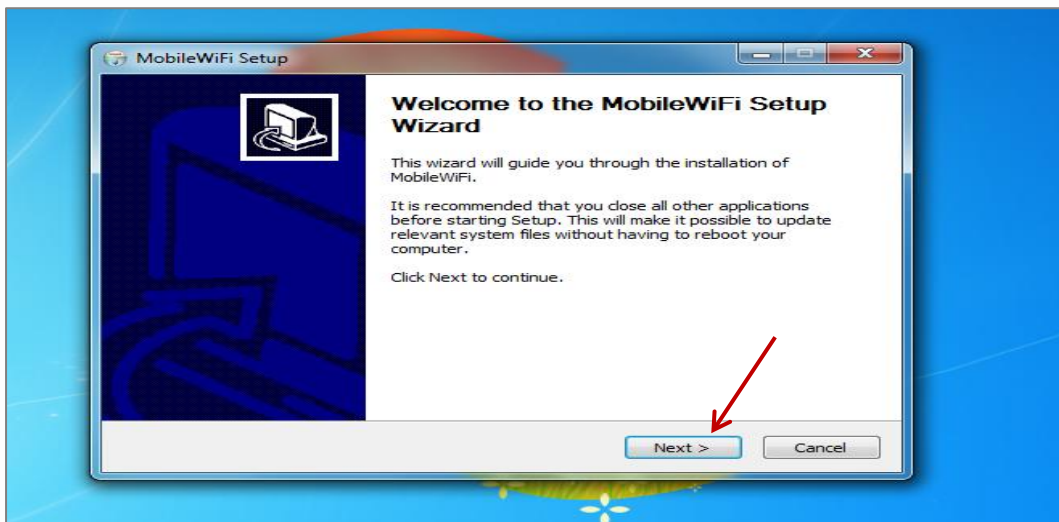 MobileWiFi Setup
Welcome to the MobileWiFi Setup
Wizard
This wizard will guide you through the installation of
MobileWiFi.
It is recommended that you close all other applications
before starting Setup. This will make it possible to update
relevant system files without having to reboot your
computer.
Click Next to continue.
Next >
Cancel